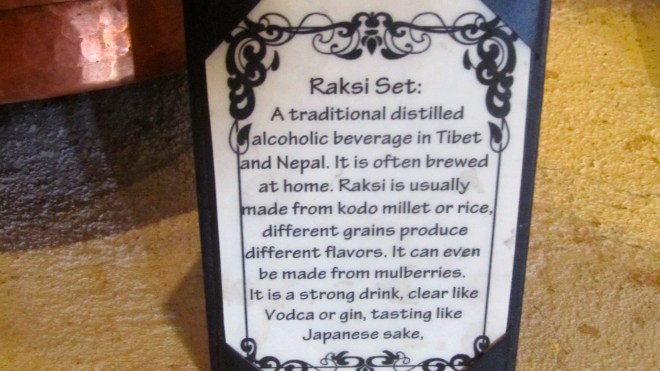 Raksi Set:
A traditional distilled
alcoholic beverage in Tibet
and Nepal. It is often brewed
at home. Raksi is usually
made from kodo millet or rice,
different grains produce
different flavors. It can even
be made from mulberries.
It is a strong drink, clear like
Vodca or gin, tasting like
Japanese sake,